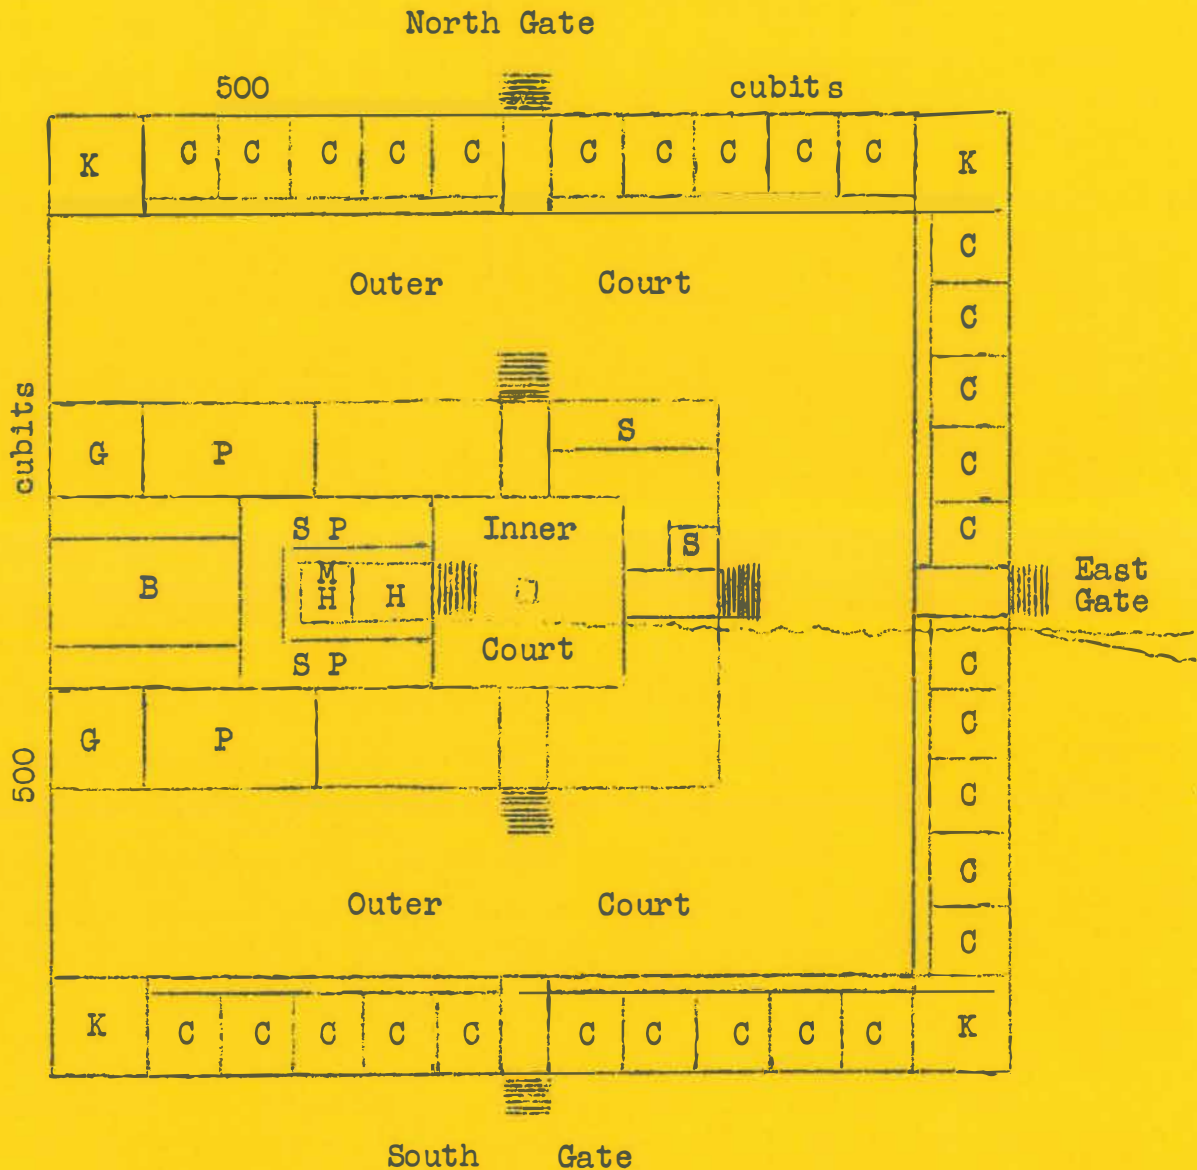 North Gate
500 cubits
K C C C C C C C C C C K
C
Outer Court
C
C
cubits
S
G P
C
S P Inner C
S
M.
H H
B
East
Gate
Court
S P C
G P C
500
C
C
Outer Court
C
K C C C C C C C C C C K
South Gate